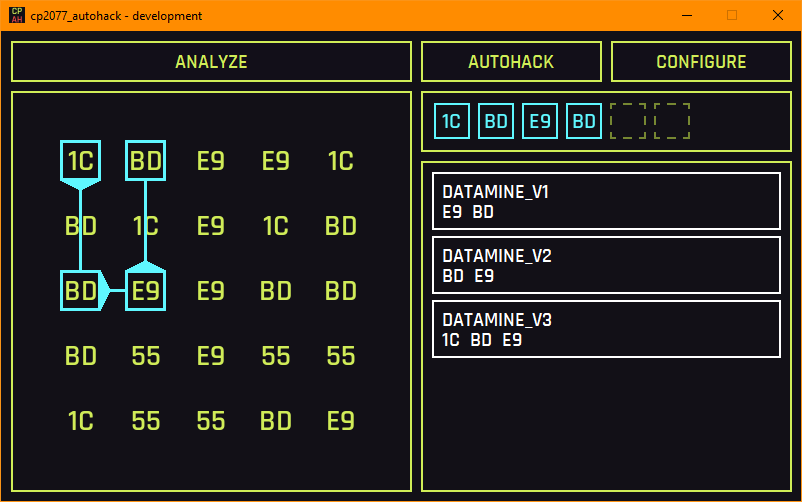 CP
AH
cp2077_autohack - development
ANALYZE
AUTOHACK
CONFIGURE
1C BD E9 BD
1C BD E9 E9 1C
BD 1C E9 1C BD
BD E9 E9 BD BD
BD 55 E9 55 55
1C 55 55 BD E9
DATAMINE_V1
E9 BD
DATAMINE_V2
BD E9
DATAMINE_V3
1C BD E9